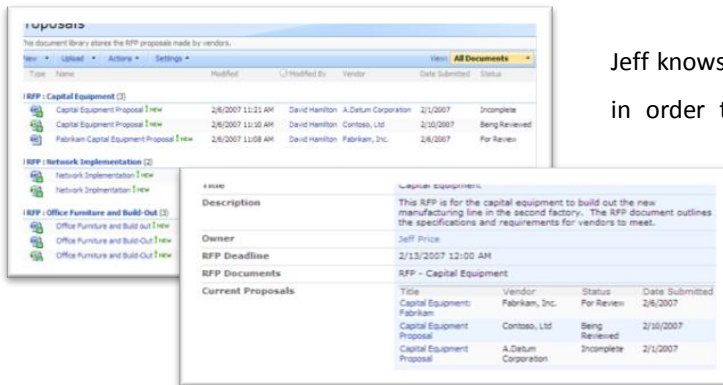 Proposals
This document library stores the RFP proposals made by vendors.
New Upload Actions Settings View: All Documents
Type Name Modified Modified By Vendor Date Submitted Status
RFP : Capital Equipment (3)
Capital Equipment Proposal ! NEW 2/6/2007 11:21 AM David Hamilton A.Datum Corporation 2/1/2007 Incomplete
Capital Equipment Proposal ! NEW 2/6/2007 11:10 AM David Hamilton Contoso, Ltd 2/10/2007 Being Reviewed
Fabrikam Capital Equipment Proposal ! NEW 2/6/2007 11:08 AM David Hamilton Fabrikam, Inc. 2/6/2007 For Review
RFP : Network Implementation (2)
Network Implementation ! NEW
Network Implmentation ! NEW
RFP : Office Furniture and Build-Out (3)
Office Furniture and Build out ! NEW
Office Furniture and Build-Out ! NEW
Office Furniture and Build-Out ! NEW
Jeff knows
in order t
Title Capital Equipment
Description This RFP is for the capital equipment to build out the new
manufacturing line in the second factory. The RFP document outlines
the specifications and requirements for vendors to meet.
Owner Jeff Price
RFP Deadline 2/13/2007 12:00 AM
RFP Documents RFP - Capital Equipment
Current Proposals Title Vendor Status Date Submitted
Capital Equipment: Fabrikam, Inc. For Review 2/6/2007
Fabrikam
Capital Equipment Contoso, Ltd Being 2/10/2007
Proposal Reviewed
Capital Equipment A.Datum Incomplete 2/1/2007
Proposal Corporation